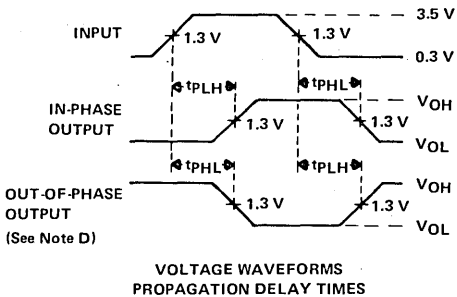 3.5 V
INPUT
1.3 V
1.3 V
0.3 V
tPLH
tPHL
IN-PHASE
OUTPUT
VOH
1.3 V
1.3 V
VOL
tPHL
tPLH
OUT-OF-PHASE
OUTPUT
(See Note D)
VOH
1.3 V
1.3 V
VOL
VOLTAGE WAVEFORMS
PROPAGATION DELAY TIMES